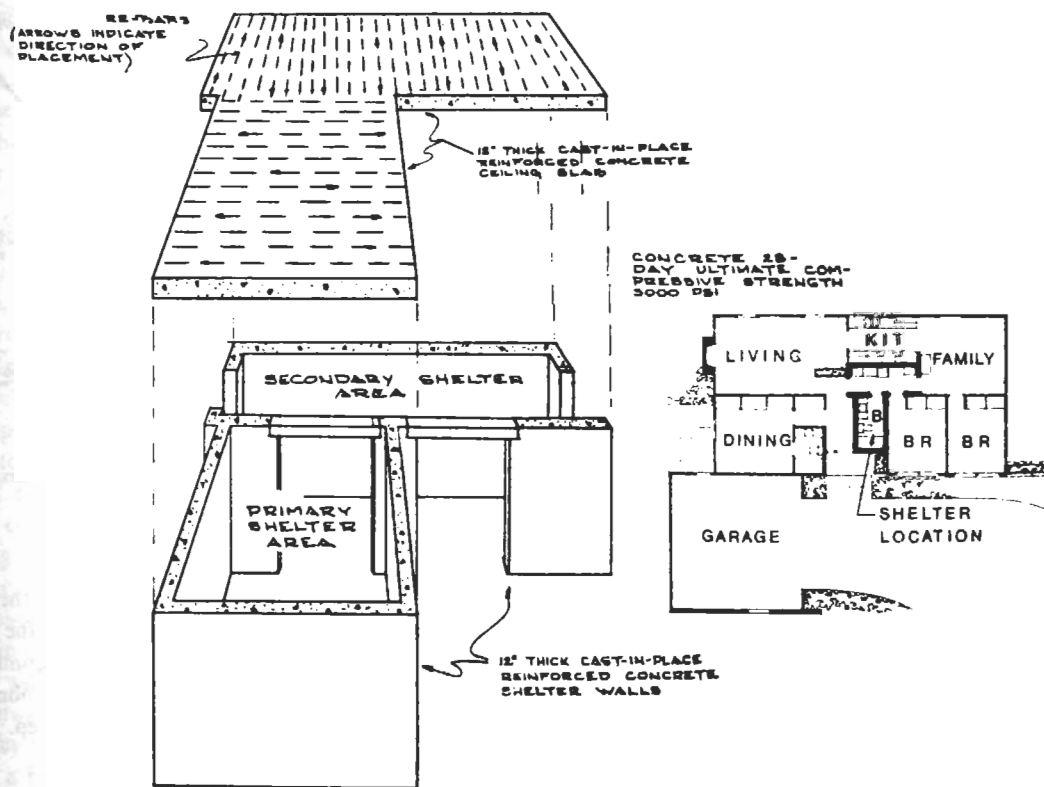 RE-BARS
(ARROWS INDICATE
DIRECTION OF
PLACEMENT)
12" THICK CAST-IN-PLACE
REINFORCED CONCRETE
CEILING SLAB
CONCRETE 28-
DAY ULTIMATE COM-
PRESSIVE STRENGTH
3000 PSI
SECONDARY SHELTER
AREA
PRIMARY
SHELTER
AREA
12" THICK CAST-IN-PLACE
REINFORCED CONCRETE
SHELTER WALLS
LIVING
KIT
FAMILY
DINING
B
BR
BR
GARAGE
SHELTER
LOCATION